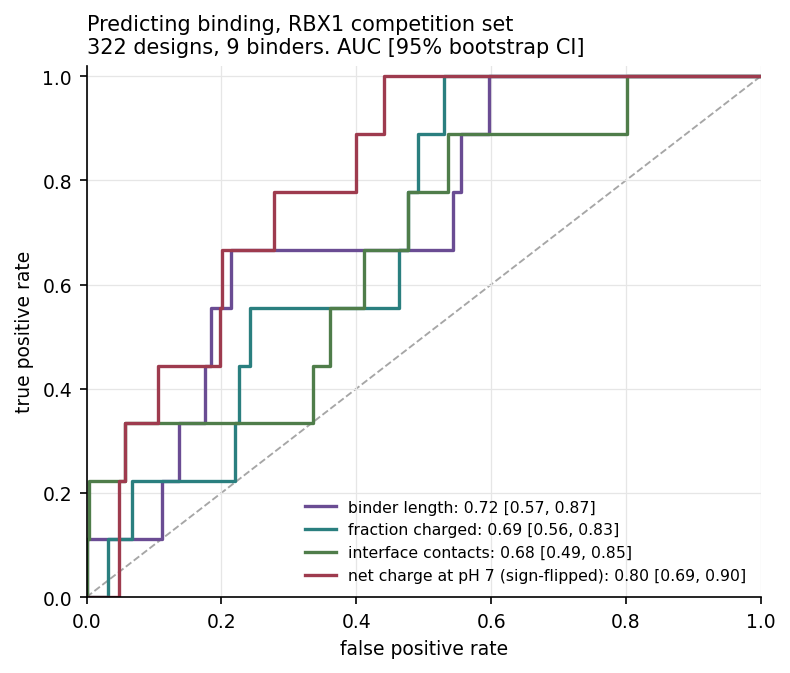 Predicting binding, RBX1 competition set
322 designs, 9 binders. AUC [95% bootstrap CI]
true positive rate
1.0
0.8
0.6
0.4
0.2
0.0
binder length: 0.72 [0.57, 0.87]
fraction charged: 0.69 [0.56, 0.83]
interface contacts: 0.68 [0.49, 0.85]
net charge at pH 7 (sign-flipped): 0.80 [0.69, 0.90]
0.0 0.2 0.4 0.6 0.8 1.0
false positive rate